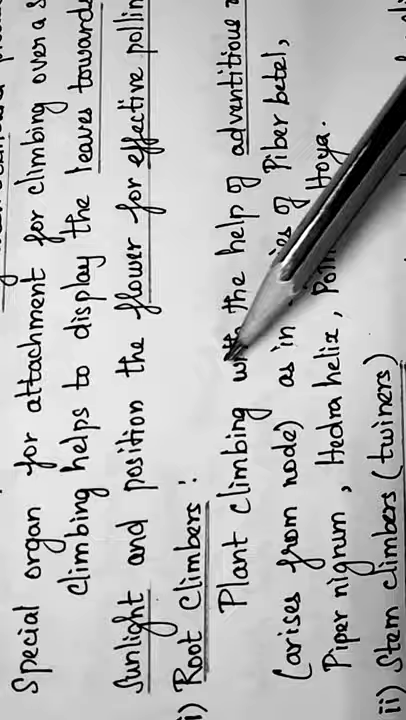 Special organ for attachment for climbing over a
climbing helps to display the leaves towards
sunlight and position the flower for effective
i) Root Climbers:
Plant climbing with the help of adventitious
(arises from node) as in of Piber betel,
Piper nigrum, Hedra helix, Hoya.
ii) Stem climbers (twiners)